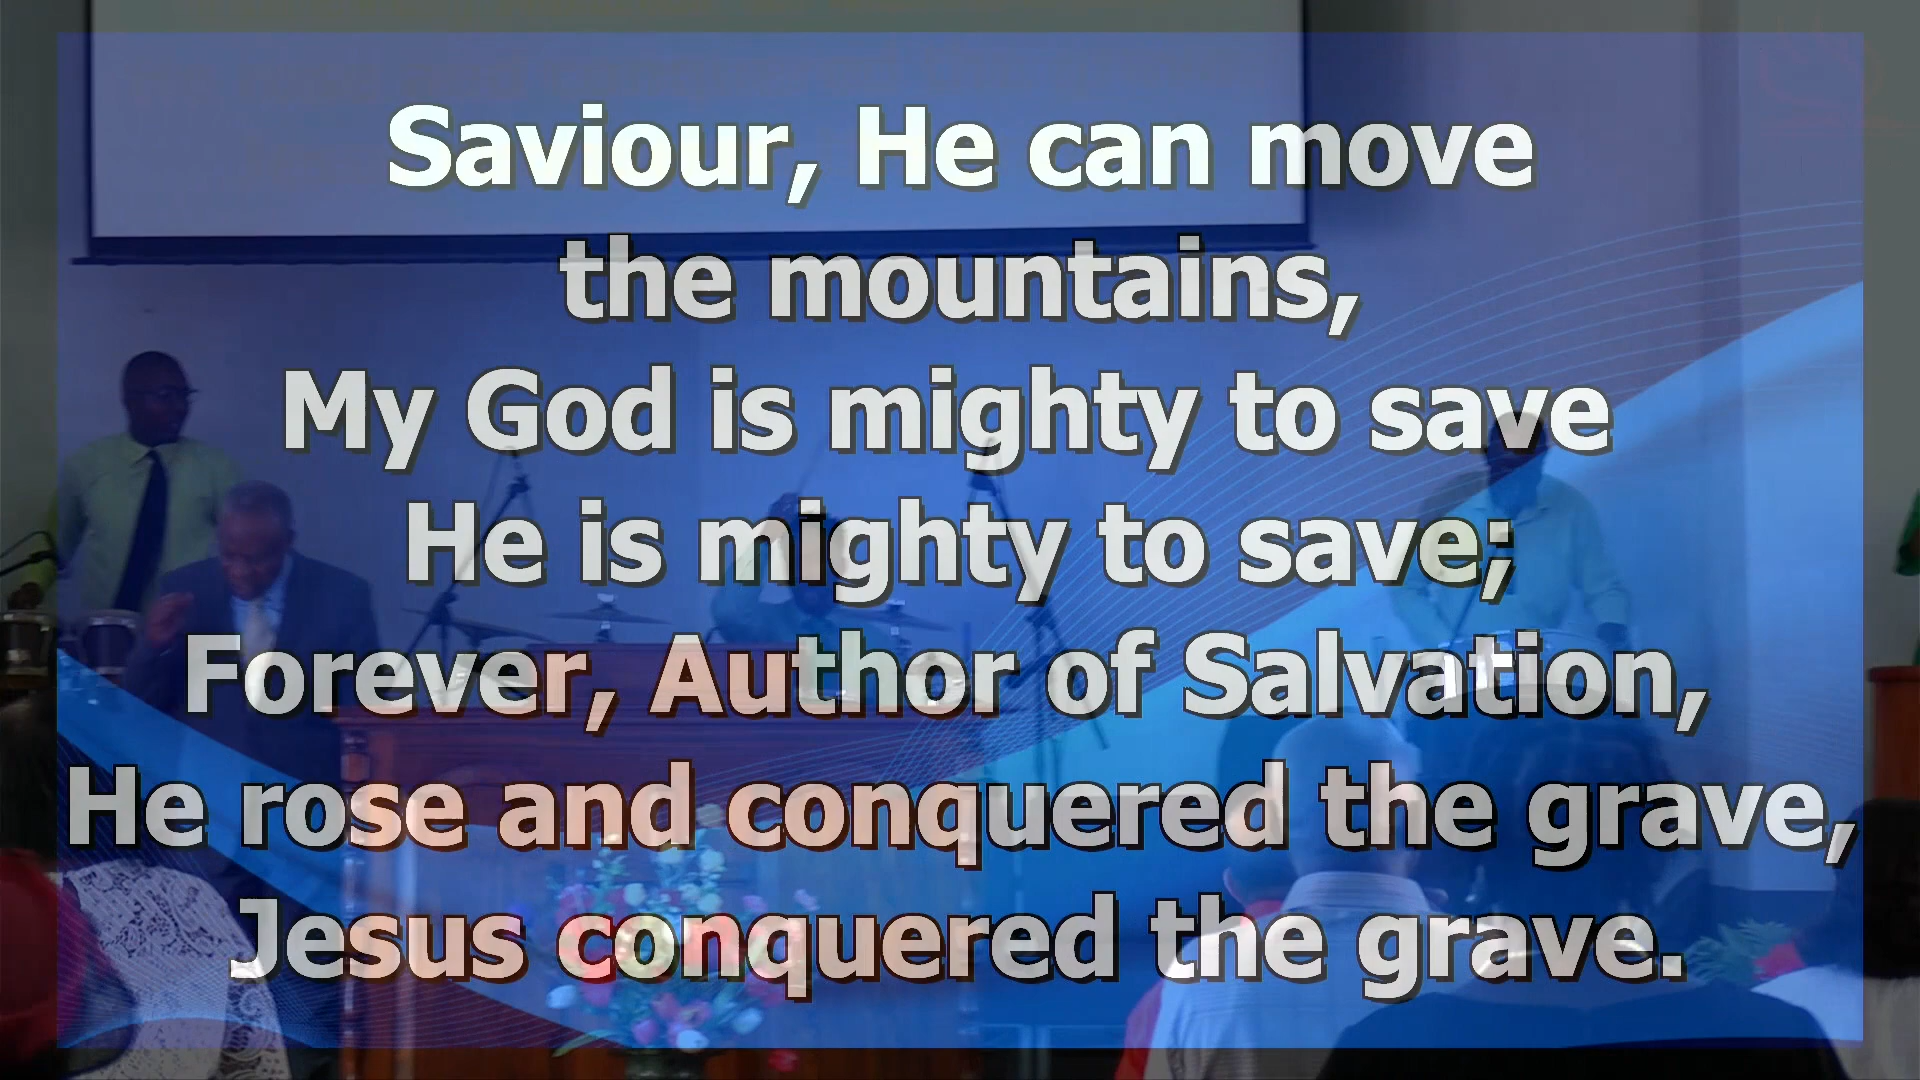 Saviour, He can move
the mountains,
My God is mighty to save
He is mighty to save;
Forever, Author of Salvation,
He rose and conquered the grave,
Jesus conquered the grave.